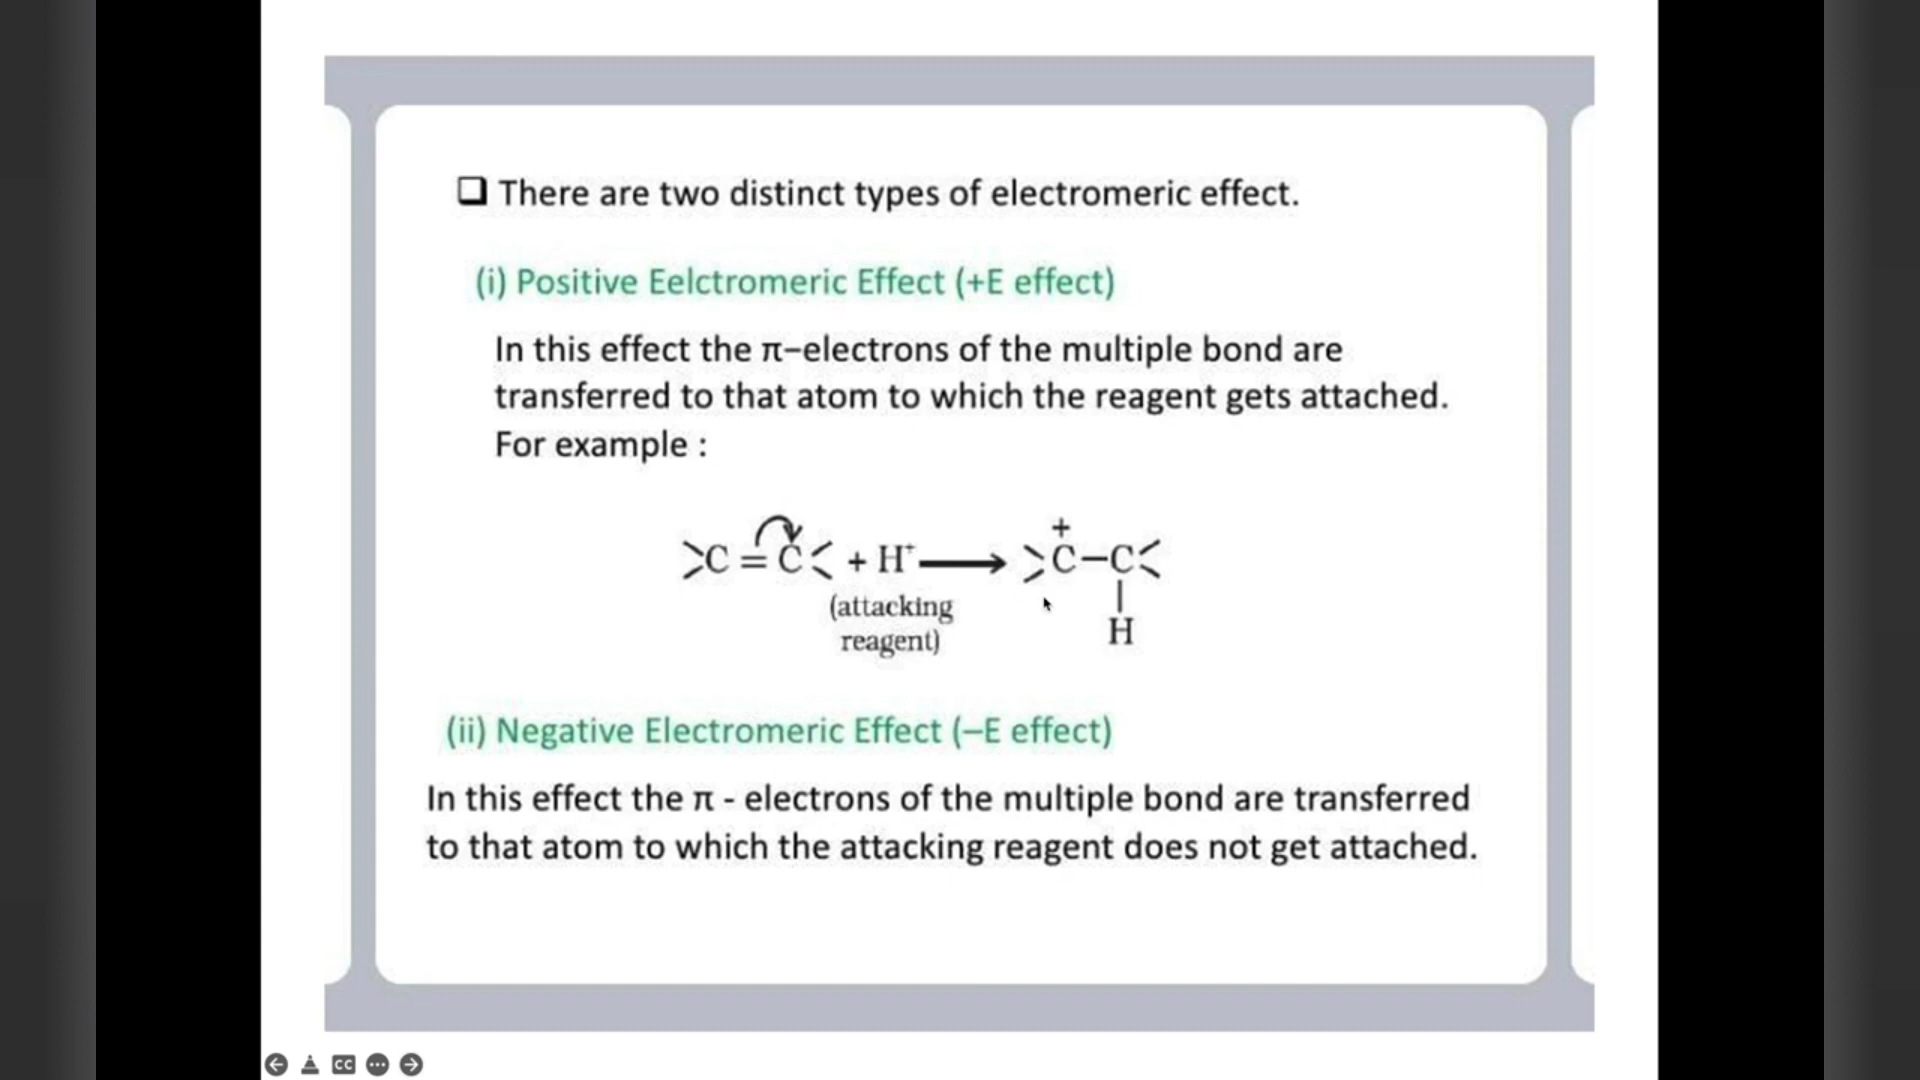 ❑ There are two distinct types of electromeric effect.
(i) Positive Eelctromeric Effect (+E effect)
In this effect the π−electrons of the multiple bond are
transferred to that atom to which the reagent gets attached.
For example :
>C = C< + H⁺ ⟶ >C⁺–C<
(attacking
reagent)
H
(ii) Negative Electromeric Effect (–E effect)
In this effect the π - electrons of the multiple bond are transferred
to that atom to which the attacking reagent does not get attached.
CC